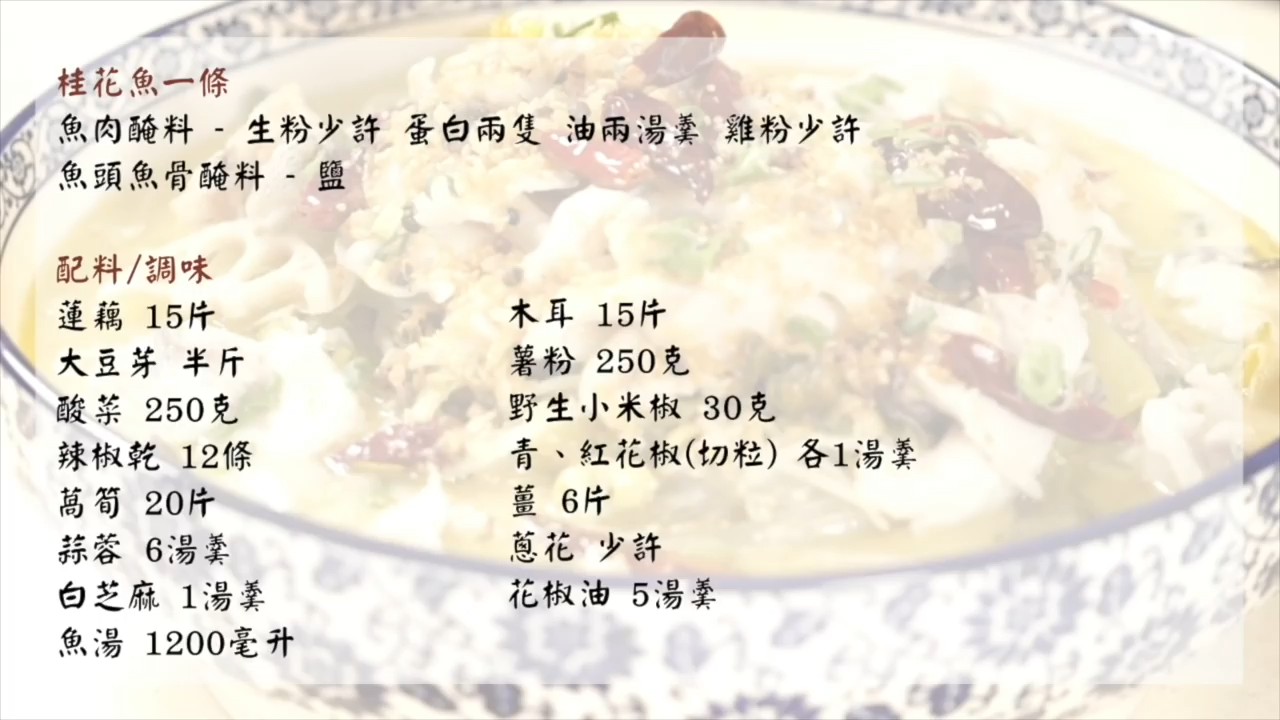 桂花魚一條
魚肉醃料 - 生粉少許 蛋白兩隻 油兩湯羹 雞粉少許
魚頭魚骨醃料 - 鹽
配料/調味
蓮藕 15片
大豆芽 半斤
酸菜 250克
辣椒乾 12條
萵筍 20片
蒜蓉 6湯羹
白芝麻 1湯羹
魚湯 1200毫升
木耳 15片
薯粉 250克
野生小米椒 30克
青、紅花椒(切粒) 各1湯羹
薑 6片
蔥花 少許
花椒油 5湯羹